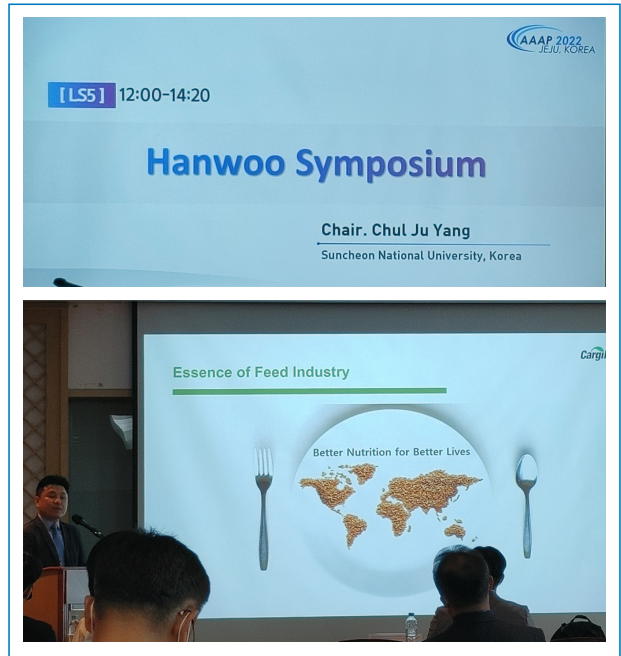 AAAP 2022
JEJU, KOREA
[LS5] 12:00-14:20
Hanwoo Symposium
Chair. Chul Ju Yang
Suncheon National University, Korea
Essence of Feed Industry
Better Nutrition for Better Lives